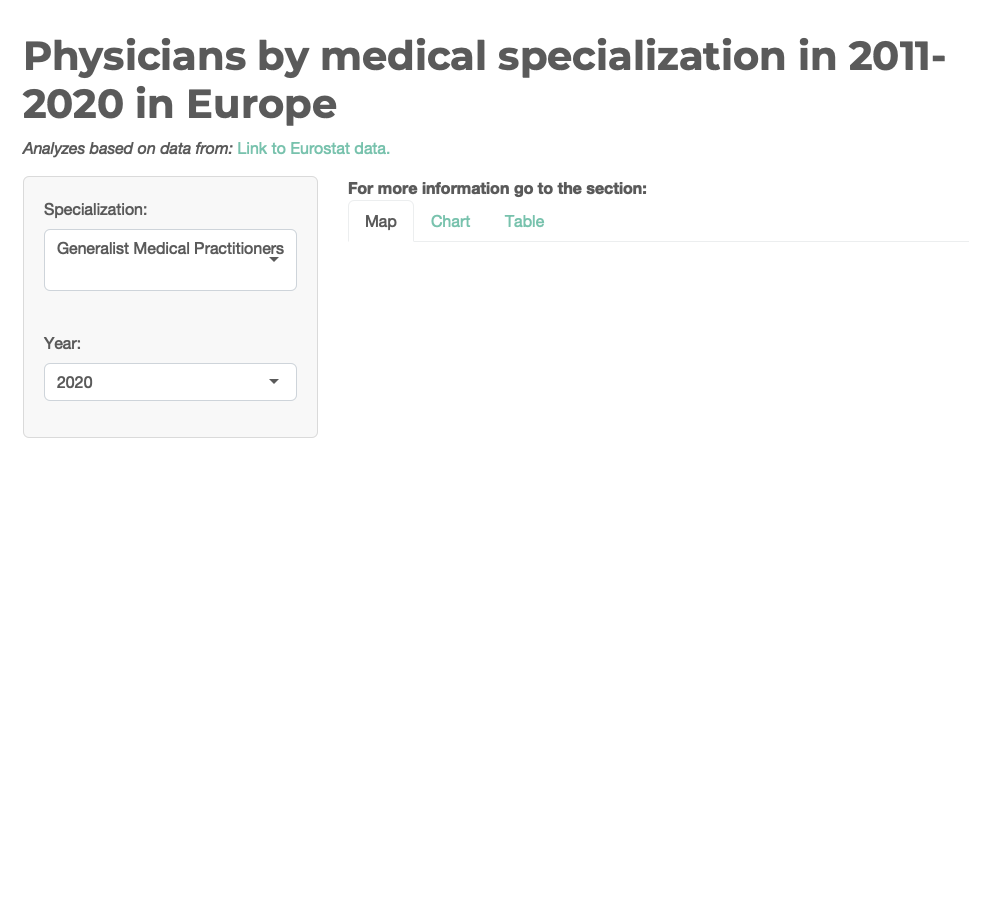 Physicians by medical specialization in 2011-
2020 in Europe
Analyzes based on data from: Link to Eurostat data.
Specialization:
Generalist Medical Practitioners
Year:
2020
For more information go to the section:
Map Chart Table